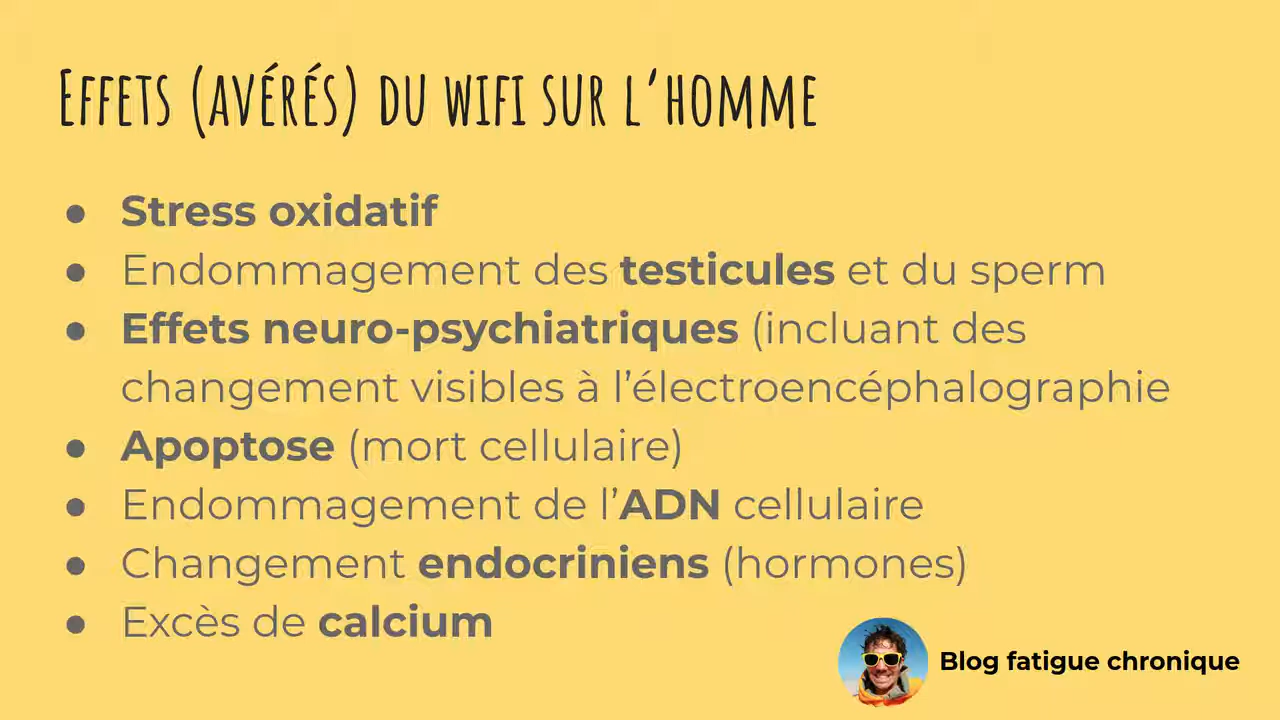 EFFETS (AVÉRÉS) DU WIFI SUR L'HOMME
● Stress oxidatif
● Endommagement des testicules et du sperm
● Effets neuro-psychiatriques (incluant des
changement visibles à l'électroencéphalographie
● Apoptose (mort cellulaire)
● Endommagement de l'ADN cellulaire
● Changement endocriniens (hormones)
● Excès de calcium
Blog fatigue chronique